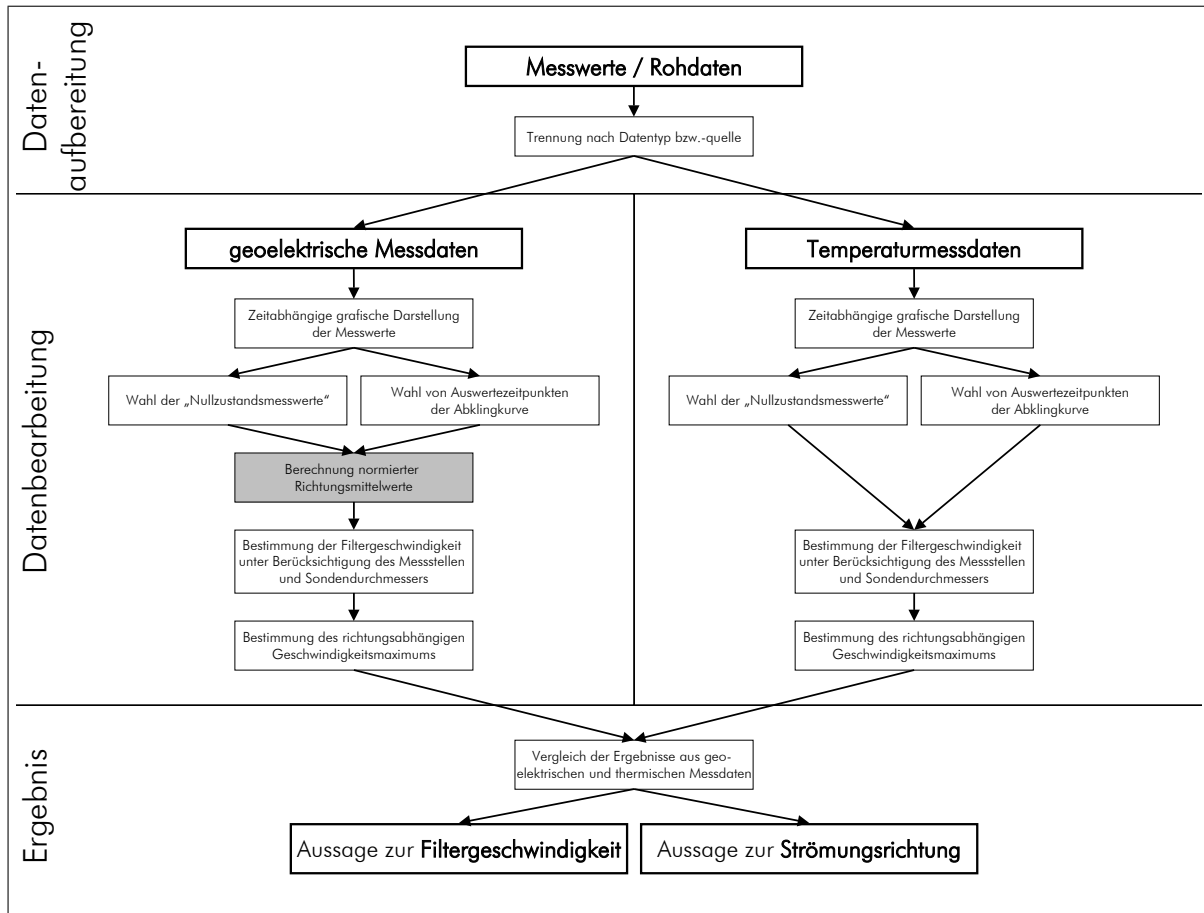 Daten-
aufbereitung
Messwerte / Rohdaten
Trennung nach Datentyp bzw.-quelle
Datenbearbeitung
geoelektrische Messdaten
Zeitabhängige grafische Darstellung
der Messwerte
Wahl der „Nullzustandsmesswerte“
Wahl von Auswertezeitpunkten
der Abklingkurve
Berechnung normierter
Richtungsmittelwerte
Bestimmung der Filtergeschwindigkeit
unter Berücksichtigung des Messstellen
und Sondendurchmessers
Bestimmung des richtungsabhängigen
Geschwindigkeitsmaximums
Temperaturmessdaten
Zeitabhängige grafische Darstellung
der Messwerte
Wahl der „Nullzustandsmesswerte“
Wahl von Auswertezeitpunkten
der Abklingkurve
Bestimmung der Filtergeschwindigkeit
unter Berücksichtigung des Messstellen
und Sondendurchmessers
Bestimmung des richtungsabhängigen
Geschwindigkeitsmaximums
Ergebnis
Vergleich der Ergebnisse aus geo-
elektrischen und thermischen Messdaten
Aussage zur Filtergeschwindigkeit
Aussage zur Strömungsrichtung